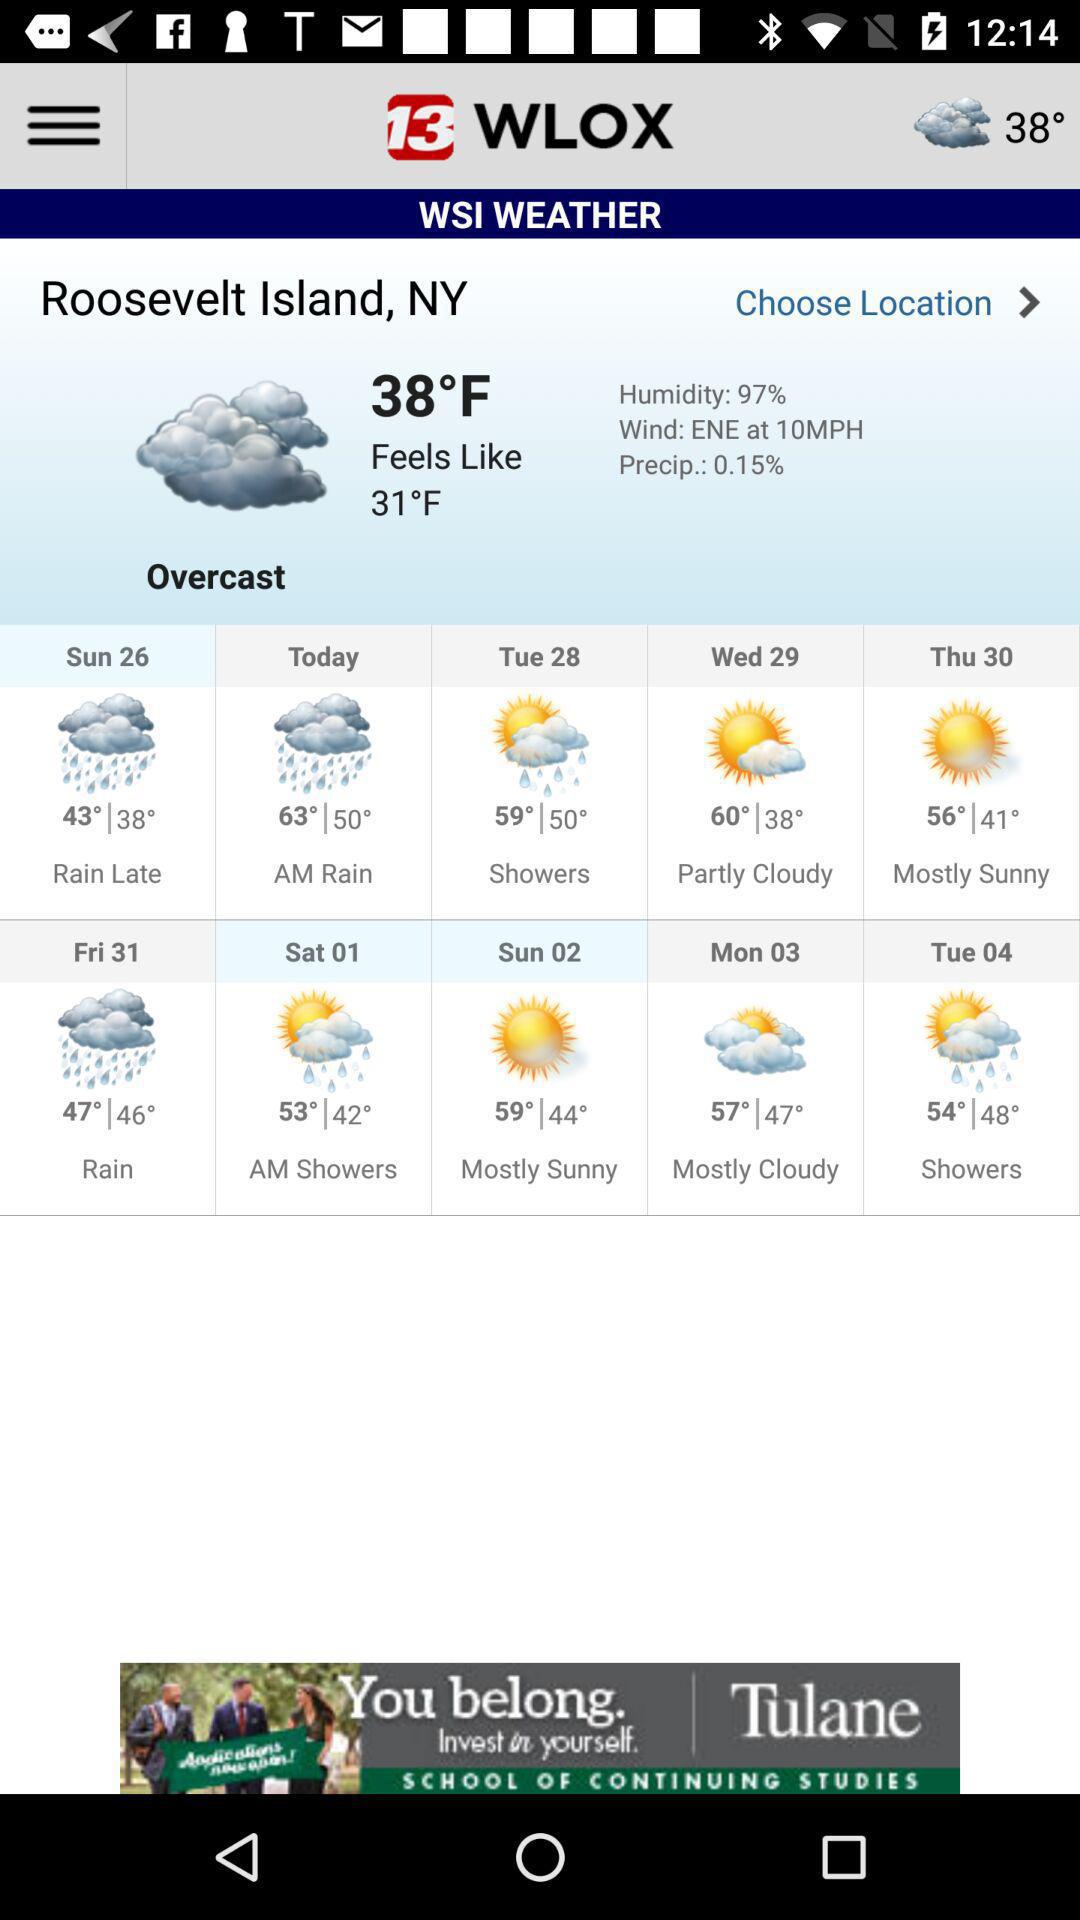 12:14
13 WLOX
38°
WSI WEATHER
Roosevelt Island, NY
Choose Location
38°F
Feels Like
31°F
Humidity: 97%
Wind: ENE at 10MPH
Precip.: 0.15%
Overcast
Sun 26 Today Tue 28 Wed 29 Thu 30
43° 38° 63° 50° 59° 50° 60° 38° 56° 41°
Rain Late AM Rain Showers Partly Cloudy Mostly Sunny
Fri 31 Sat 01 Sun 02 Mon 03 Tue 04
47° 46° 53° 42° 59° 44° 57° 47° 54° 48°
Rain AM Showers Mostly Sunny Mostly Cloudy Showers
Applications
now open!
You belong.
Invest in yourself.
Tulane
SCHOOL OF CONTINUING STUDIES